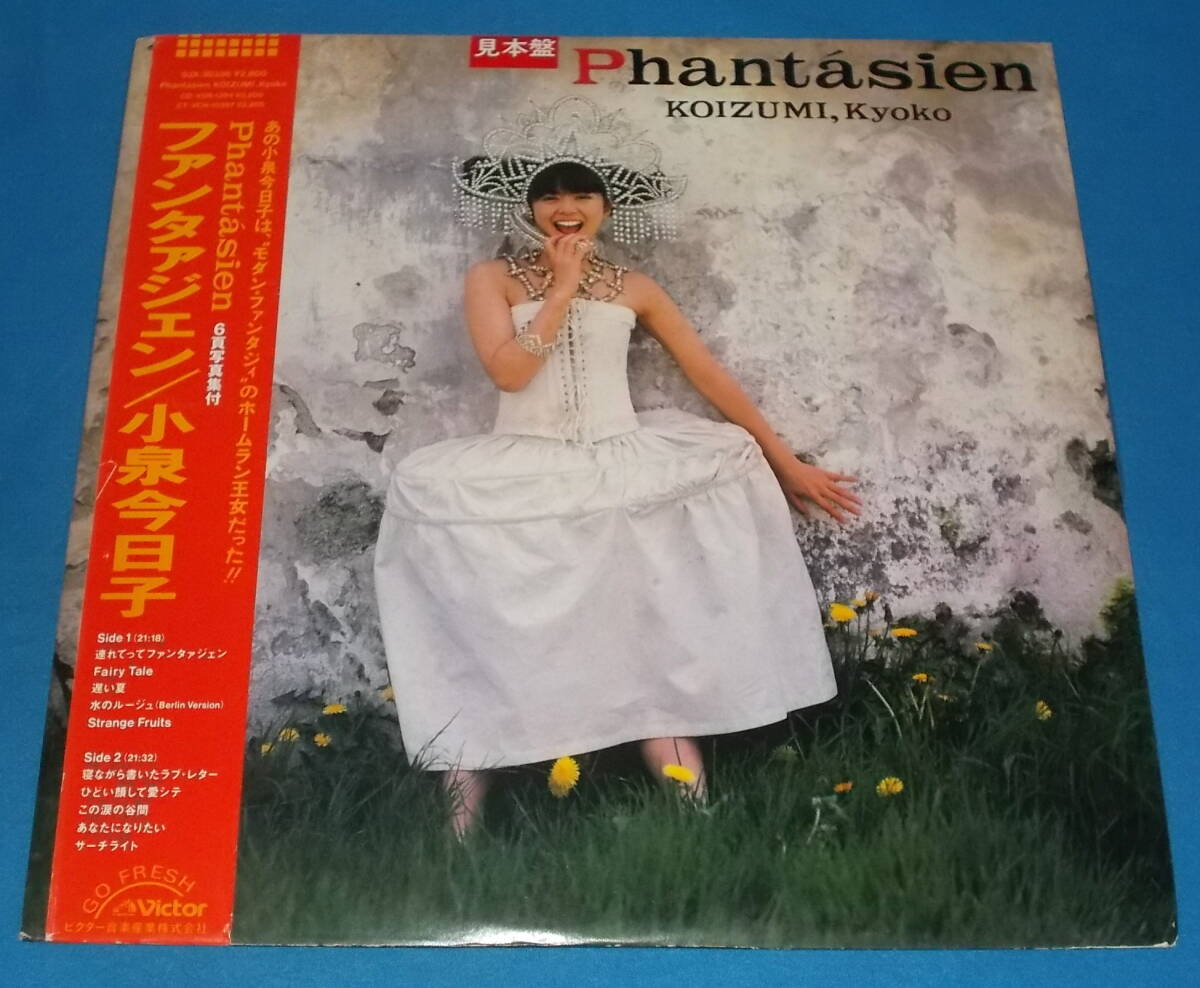 見本盤
Phantásien
KOIZUMI, Kyoko
Phantásien KOIZUMI, Kyoko
あの小泉今日子は、“モダン・ファンタジィ”のホームラン王女だった!!
Phantásien
6頁写真集付
ファンタァジェン/小泉今日子
Side 1 (21:18)
連れてってファンタァジェン
Fairy Tale
遅い夏
水のルージュ(Berlin Version)
Strange Fruits
Side 2 (21:32)
寝ながら書いたラブ・レター
ひどい顔して愛シテ
この涙の谷間
あなたになりたい
サーチライト
GO FRESH
Victor
ビクター音楽産業株式会社